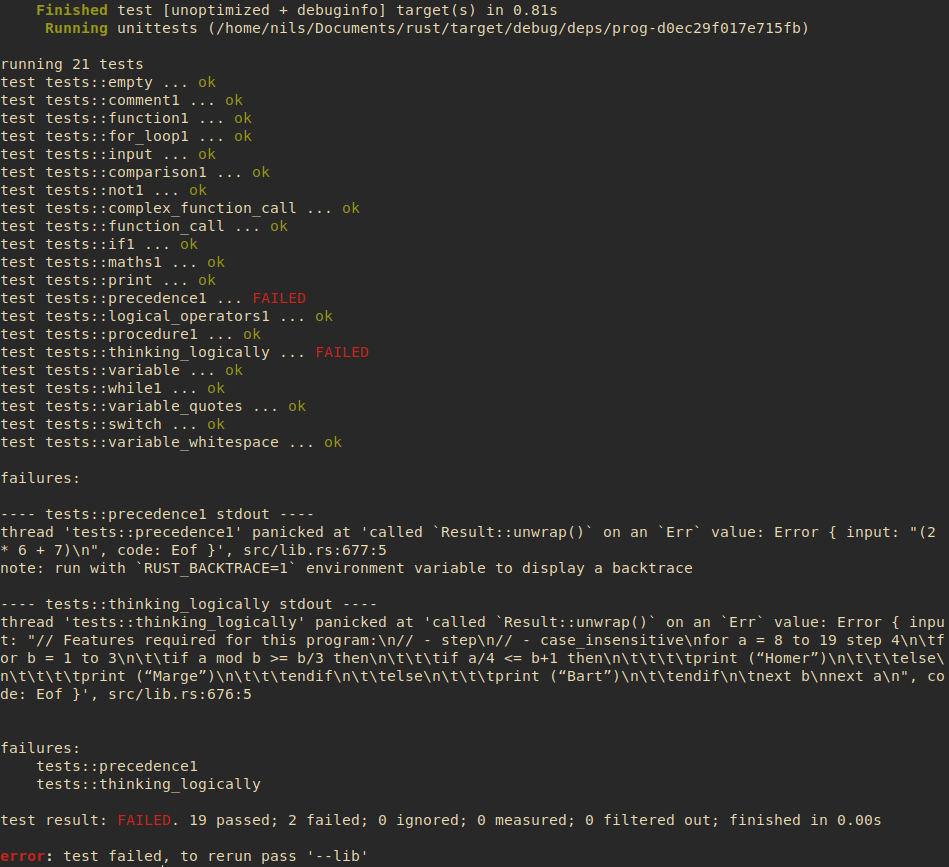 Finished test [unoptimized + debuginfo] target(s) in 0.81s
     Running unittests (/home/nils/Documents/rust/target/debug/deps/prog-d0ec29f017e715fb)

running 21 tests
test tests::empty ... ok
test tests::comment1 ... ok
test tests::function1 ... ok
test tests::for_loop1 ... ok
test tests::input ... ok
test tests::comparison1 ... ok
test tests::not1 ... ok
test tests::complex_function_call ... ok
test tests::function_call ... ok
test tests::if1 ... ok
test tests::maths1 ... ok
test tests::print ... ok
test tests::precedence1 ... FAILED
test tests::logical_operators1 ... ok
test tests::procedure1 ... ok
test tests::thinking_logically ... FAILED
test tests::variable ... ok
test tests::while1 ... ok
test tests::variable_quotes ... ok
test tests::switch ... ok
test tests::variable_whitespace ... ok

failures:

---- tests::precedence1 stdout ----
thread 'tests::precedence1' panicked at 'called `Result::unwrap()` on an `Err` value: Error { input: "(2
* 6 + 7)\n", code: Eof }', src/lib.rs:677:5
note: run with `RUST_BACKTRACE=1` environment variable to display a backtrace

---- tests::thinking_logically stdout ----
thread 'tests::thinking_logically' panicked at 'called `Result::unwrap()` on an `Err` value: Error { inpu
t: "// Features required for this program:\n// - step\n// - case_insensitive\nfor a = 8 to 19 step 4\n\tf
or b = 1 to 3\n\t\tif a mod b >= b/3 then\n\t\t\tif a/4 <= b+1 then\n\t\t\t\tprint (“Homer”)\n\t\t\telse\
n\t\t\t\tprint (“Marge”)\n\t\t\tendif\n\t\telse\n\t\t\tprint (“Bart”)\n\t\tendif\n\tnext b\nnext a\n", co
de: Eof }', src/lib.rs:676:5

failures:
    tests::precedence1
    tests::thinking_logically

test result: FAILED. 19 passed; 2 failed; 0 ignored; 0 measured; 0 filtered out; finished in 0.00s

error: test failed, to rerun pass '--lib'